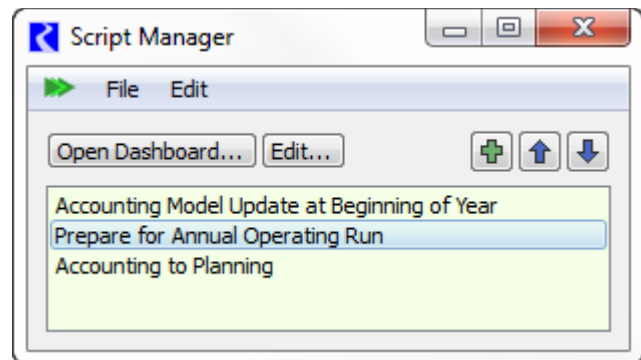 Script Manager
File Edit
Open Dashboard... Edit...
Accounting Model Update at Beginning of Year
Prepare for Annual Operating Run
Accounting to Planning